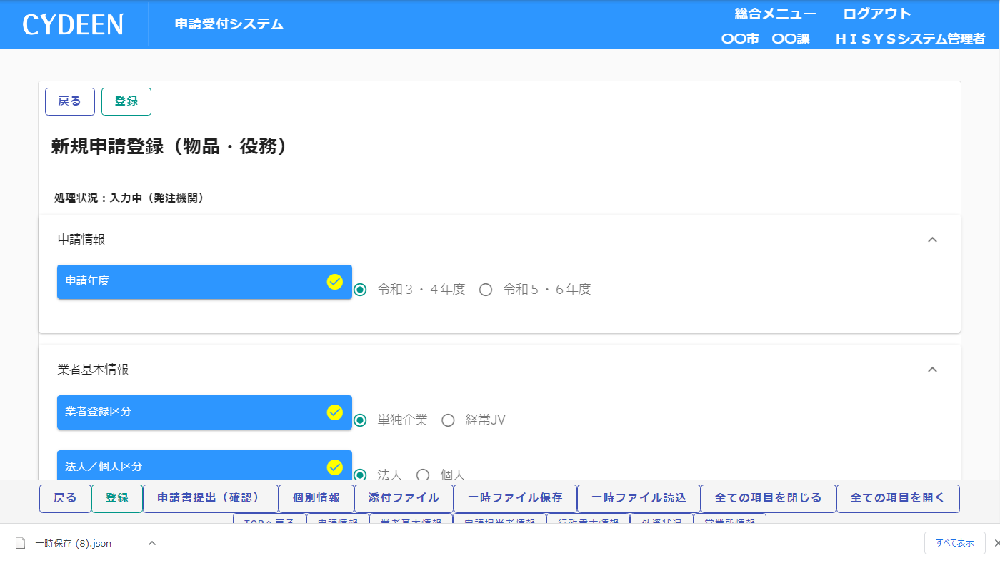 CYDEEN 申請受付システム 総合メニュー ログアウト
〇〇市 〇〇課 ＨＩＳＹＳシステム管理者
戻る 登録
新規申請登録（物品・役務）
処理状況：入力中（発注機関）
申請情報
申請年度 令和３・４年度 令和５・６年度
業者基本情報
業者登録区分 単独企業 経常JV
法人／個人区分 法人 個人
戻る 登録 申請書提出（確認） 個別情報 添付ファイル 一時ファイル保存 一時ファイル読込 全ての項目を閉じる 全ての項目を開く
TOPへ戻る 申請情報 業者基本情報 申請担当者情報 行政書士情報 外資状況 営業所情報
一時保存 (8).json すべて表示